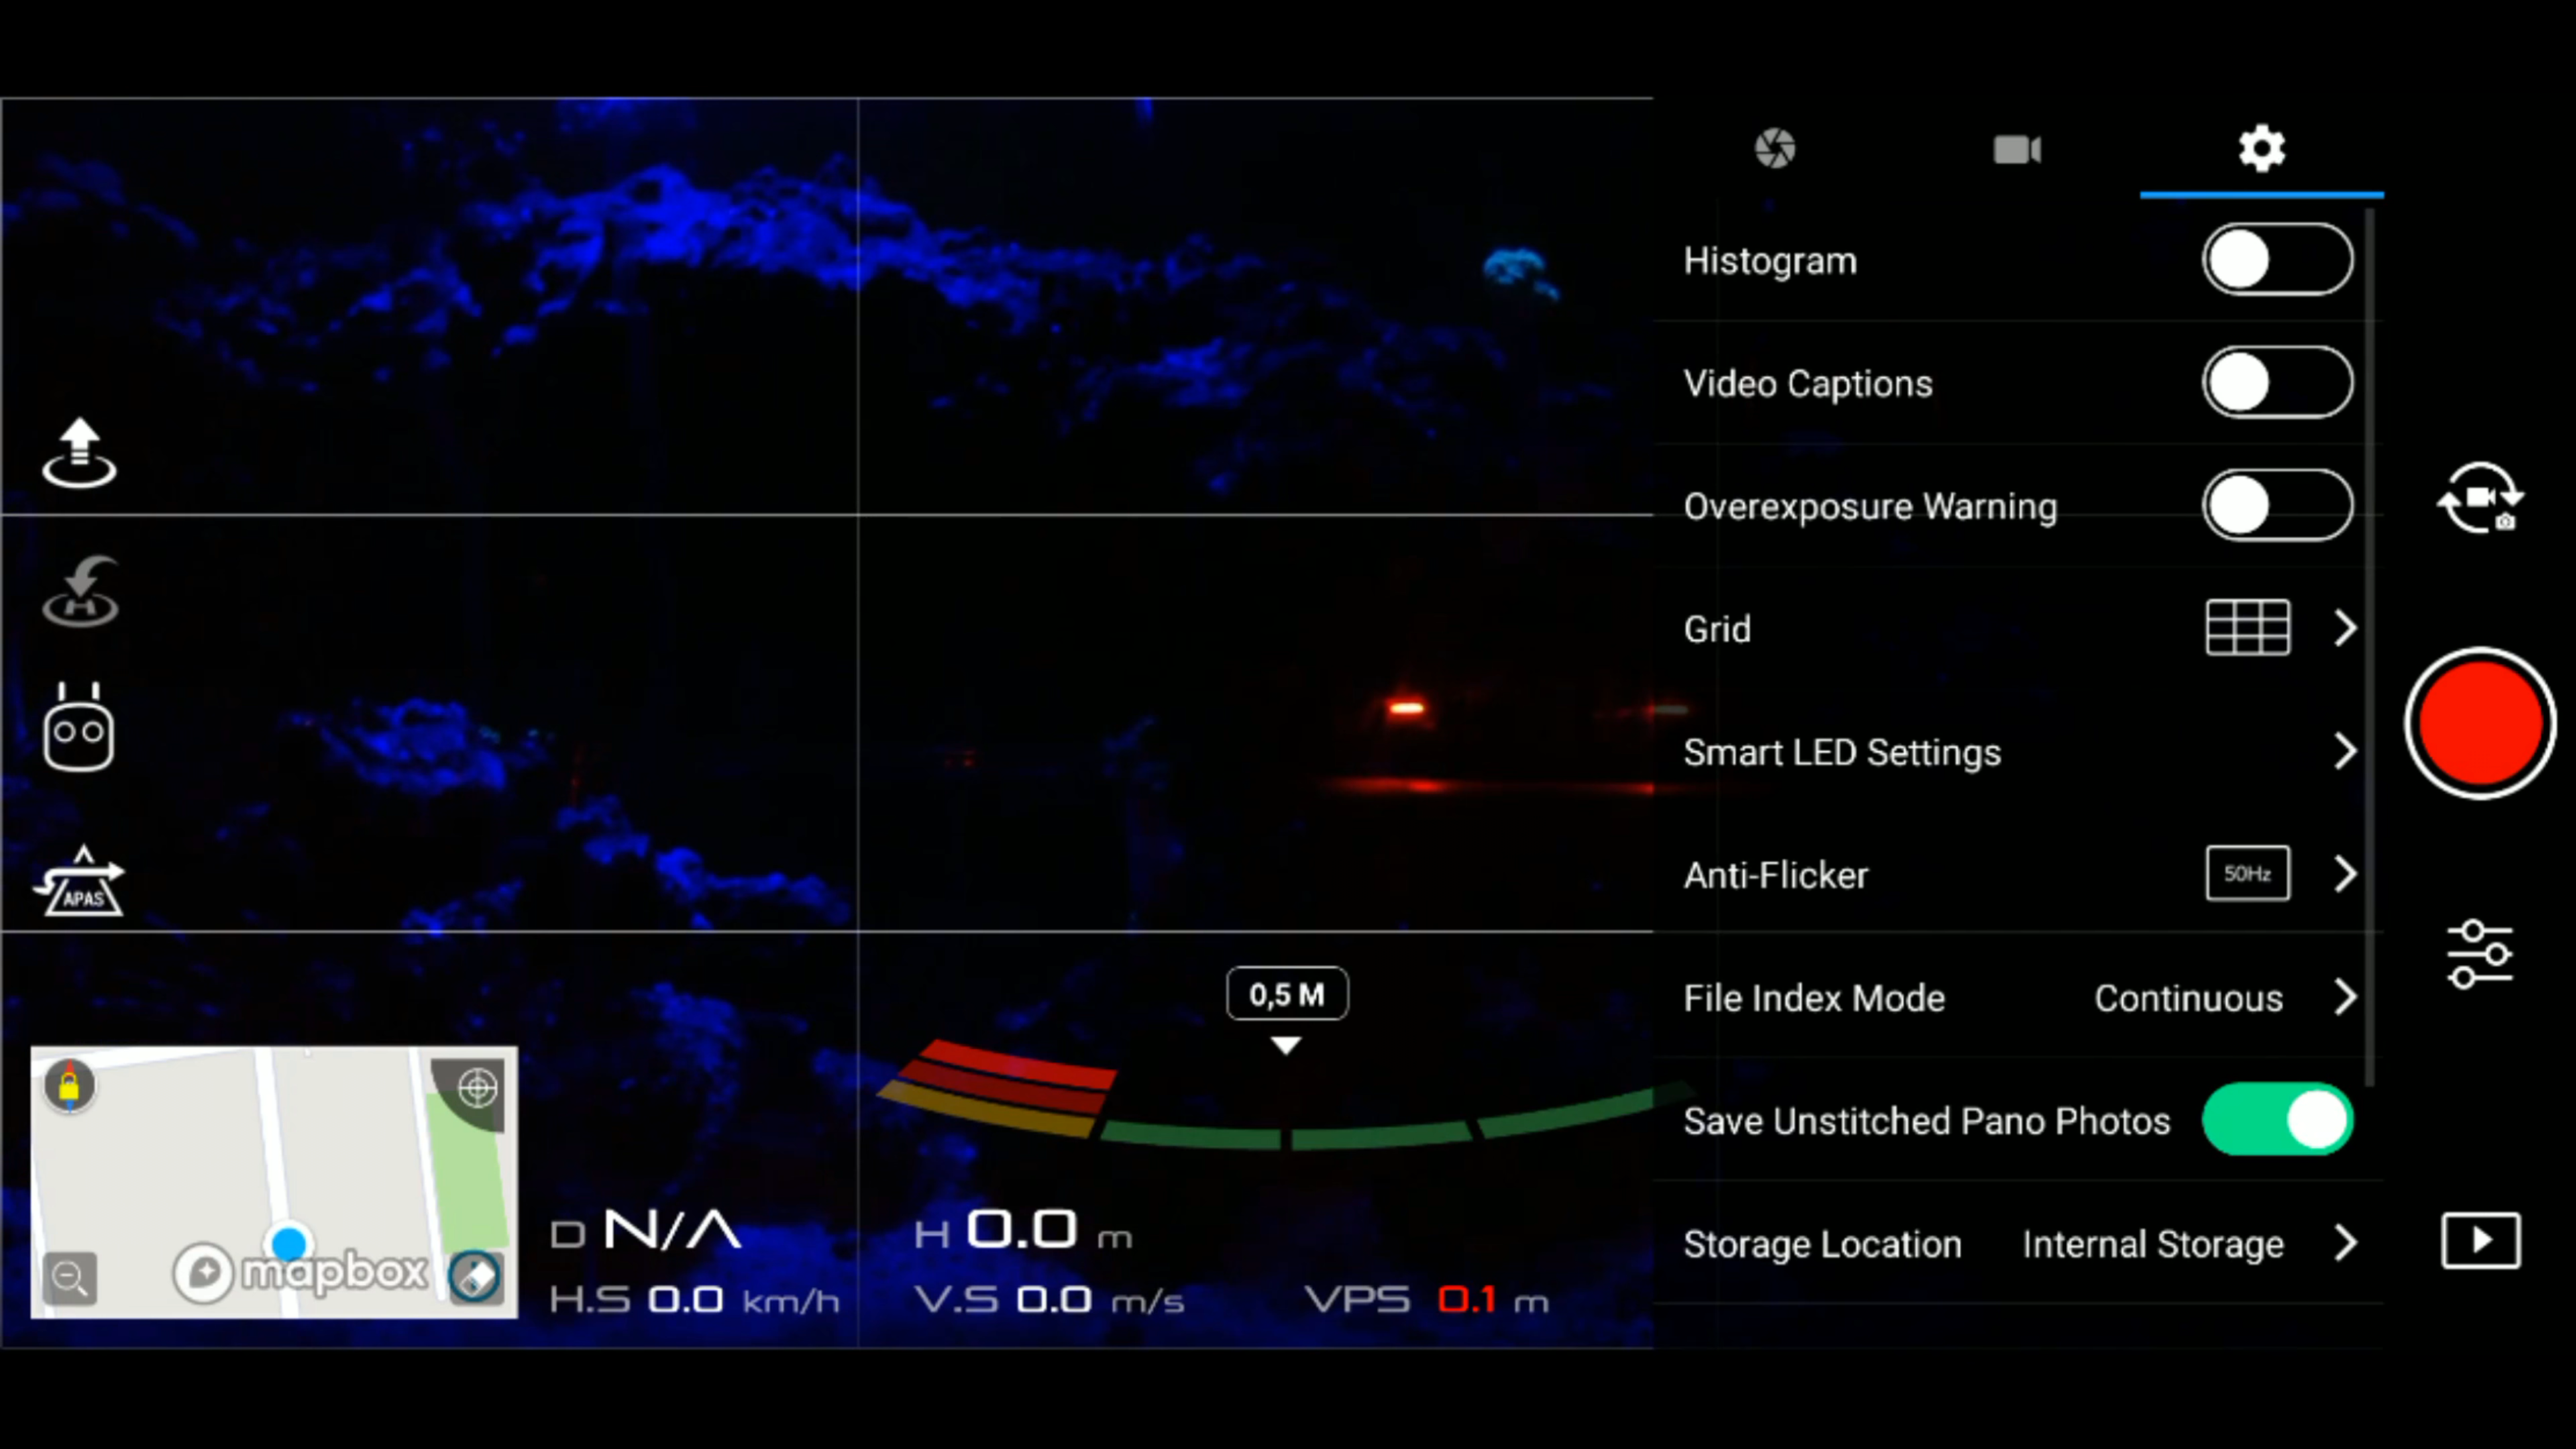 Histogram
Video Captions
Overexposure Warning
Grid
Smart LED Settings
Anti-Flicker 50Hz
File Index Mode Continuous
Save Unstitched Pano Photos
Storage Location Internal Storage
APAS
0,5 M
mapbox
D N/A H 0.0 m
H.S 0.0 km/h V.S 0.0 m/s VPS 0.1 m